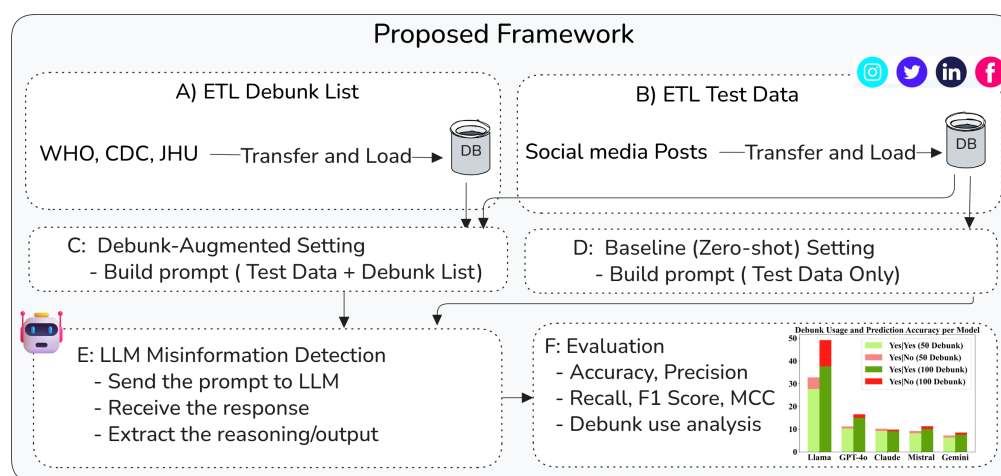 Proposed Framework
A) ETL Debunk List
WHO, CDC, JHU
Transfer and Load
DB
B) ETL Test Data
Social media Posts
Transfer and Load
DB
C: Debunk-Augmented Setting
- Build prompt ( Test Data + Debunk List)
D: Baseline (Zero-shot) Setting
- Build prompt ( Test Data Only)
E: LLM Misinformation Detection
- Send the prompt to LLM
- Receive the response
- Extract the reasoning/output
F: Evaluation
- Accuracy, Precision
- Recall, F1 Score, MCC
- Debunk use analysis
Debunk Usage and Prediction Accuracy per Model
50
40
30
20
10
0
Yes|Yes (50 Debunk)
Yes|No (50 Debunk)
Yes|Yes (100 Debunk)
Yes|No (100 Debunk)
Llama GPT-4o Claude Mistral Gemini